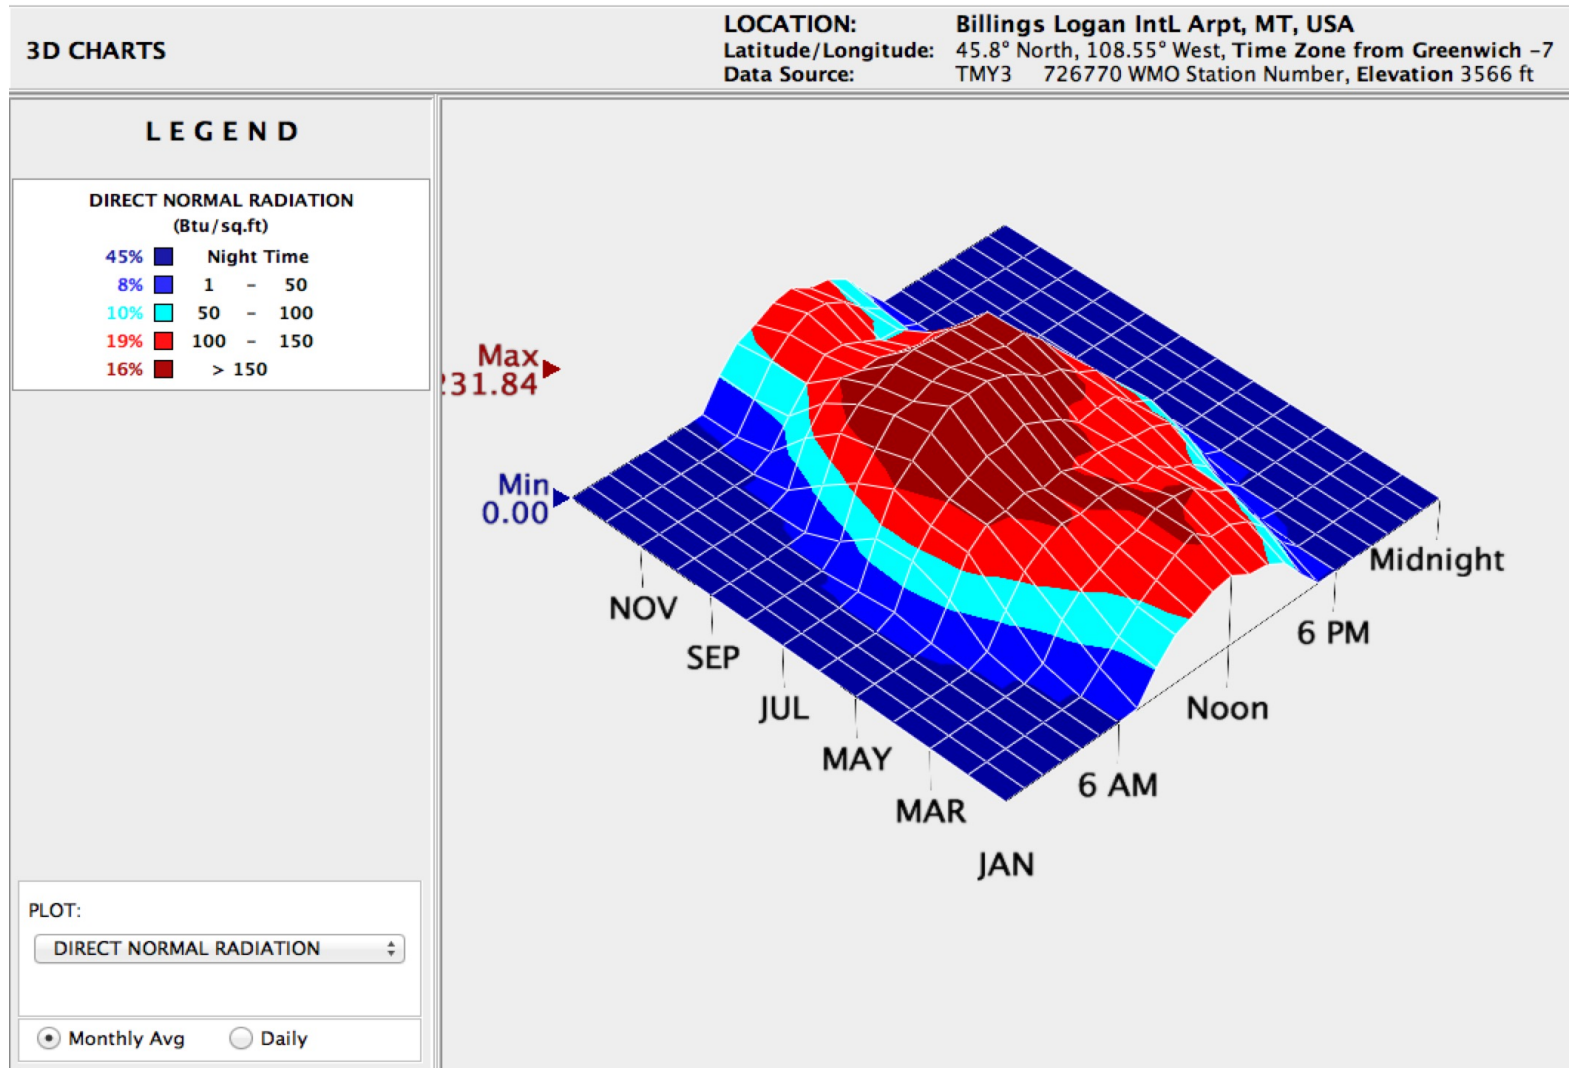 3D CHARTS
LOCATION: Billings Logan IntL Arpt, MT, USA
Latitude/Longitude: 45.8° North, 108.55° West, Time Zone from Greenwich -7
Data Source: TMY3 726770 WMO Station Number, Elevation 3566 ft
LEGEND
DIRECT NORMAL RADIATION
(Btu/sq.ft)
45% Night Time
8% 1 - 50
10% 50 - 100
19% 100 - 150
16% > 150
Max
231.84
Min
0.00
NOV
SEP
JUL
MAY
MAR
JAN
6 AM
Noon
6 PM
Midnight
PLOT:
DIRECT NORMAL RADIATION
Monthly Avg Daily